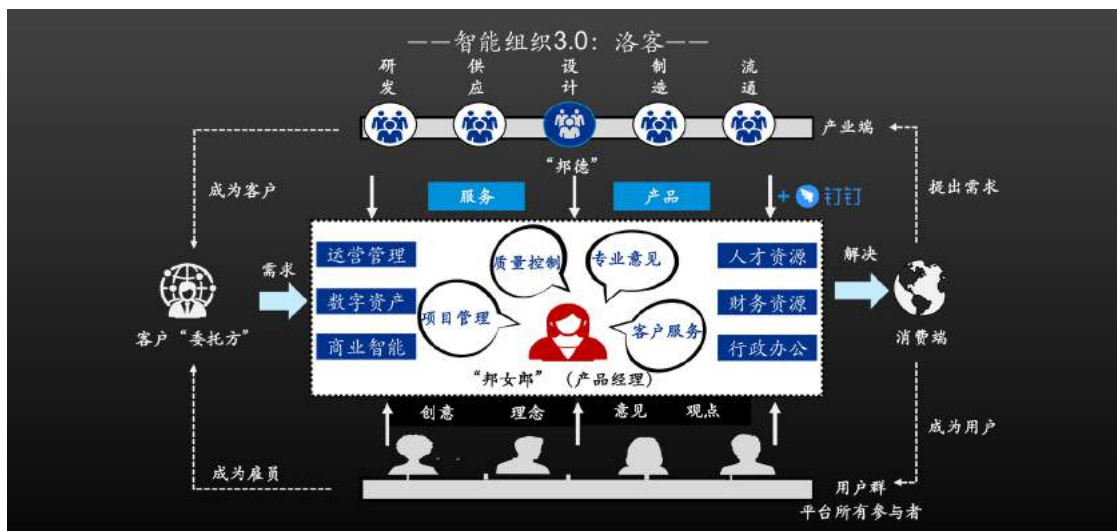 ——智能组织3.0：洛客——
研发
供应
设计
制造
流通
产业端
“邦德”
成为客户
服务
产品
+ 钉钉
提出需求
运营管理
质量控制
专业意见
人才资源
需求
解决
数字资产
项目管理
客户服务
财务资源
客户“委托方”
消费端
商业智能
行政办公
“邦女郎”（产品经理）
创意
理念
意见
观点
成为用户
成为雇员
用户群
平台所有参与者